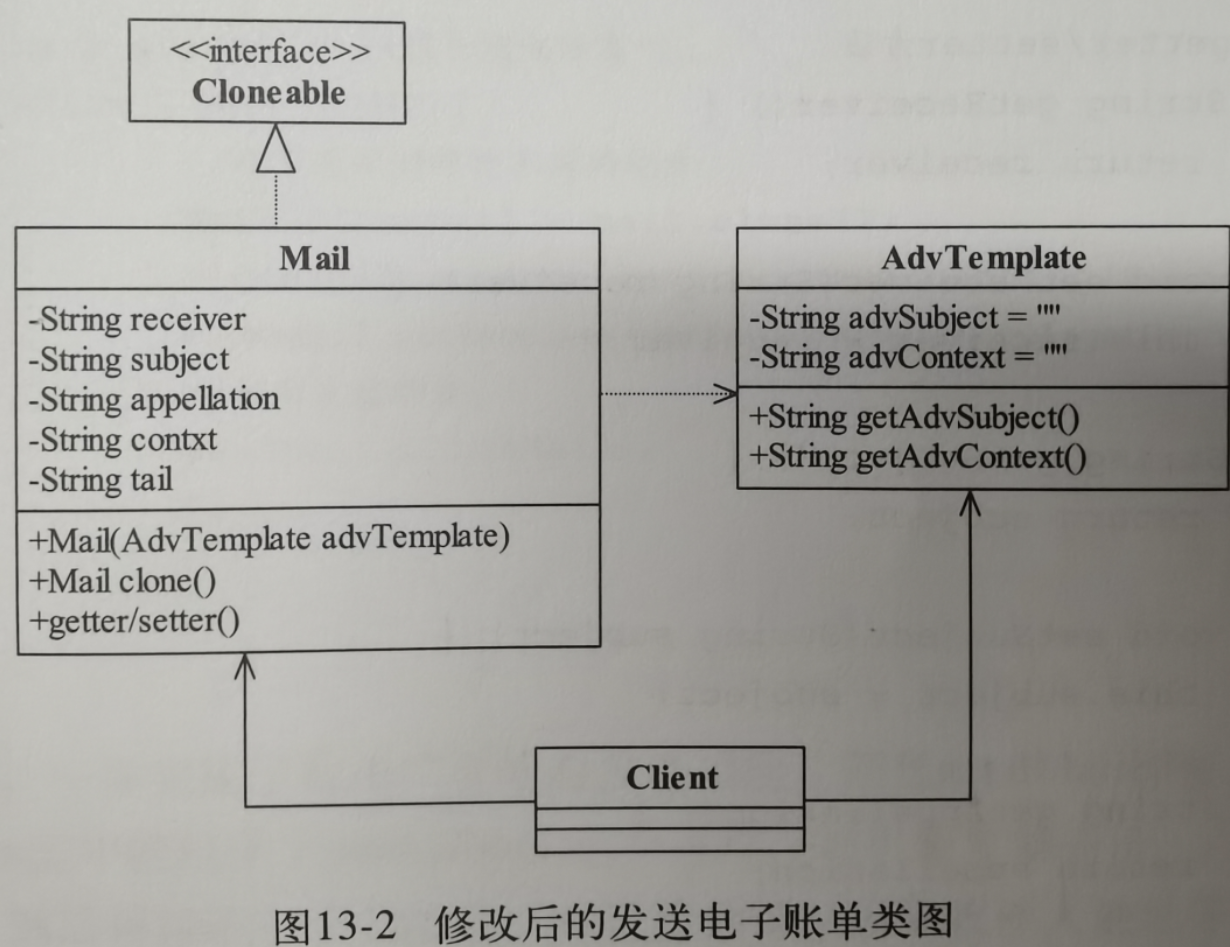 <<interface>>
Cloneable
Mail
-String receiver
-String subject
-String appellation
-String contxt
-String tail
+Mail(AdvTemplate advTemplate)
+Mail clone()
+getter/setter()
AdvTemplate
-String advSubject = ""
-String advContext = ""
+String getAdvSubject()
+String getAdvContext()
Client
图13-2 修改后的发送电子账单类图